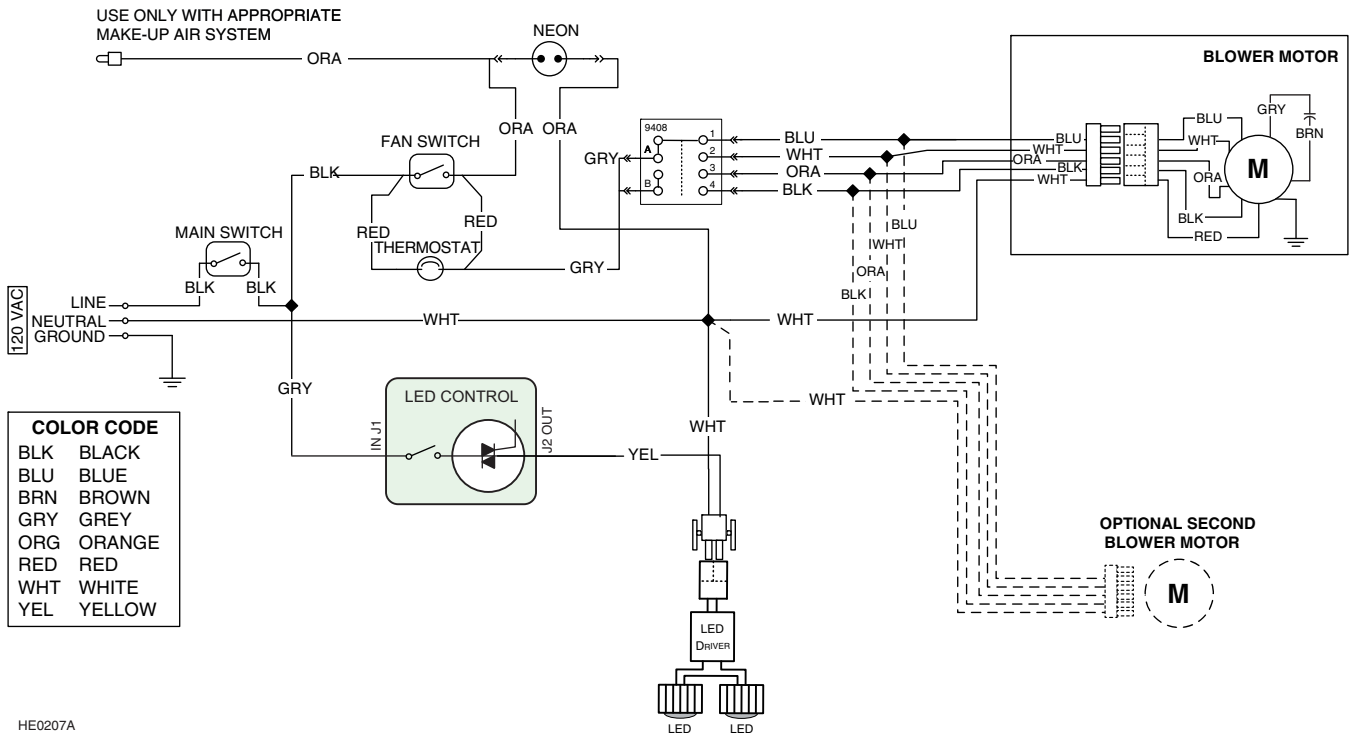 USE ONLY WITH APPROPRIATE
MAKE-UP AIR SYSTEM
ORA
NEON
BLOWER MOTOR
GRY
BRN
BLU
WHT
M
ORA
BLK
RED
BLU
WHT
ORA
BLK
WHT
ORA ORA
FAN SWITCH
BLK
RED
RED
THERMOSTAT
GRY
9408
A
B
1
2
3
4
GRY
BLU
WHT
ORA
BLK
BLU
WHT
ORA
BLK
MAIN SWITCH
BLK BLK
120 VAC
LINE
NEUTRAL
GROUND
WHT
WHT
WHT
GRY
LED CONTROL
IN J1
J2 OUT
YEL
WHT
COLOR CODE
BLK BLACK
BLU BLUE
BRN BROWN
GRY GREY
ORG ORANGE
RED RED
WHT WHITE
YEL YELLOW
OPTIONAL SECOND
BLOWER MOTOR
M
LED
DRIVER
LED LED
HE0207A